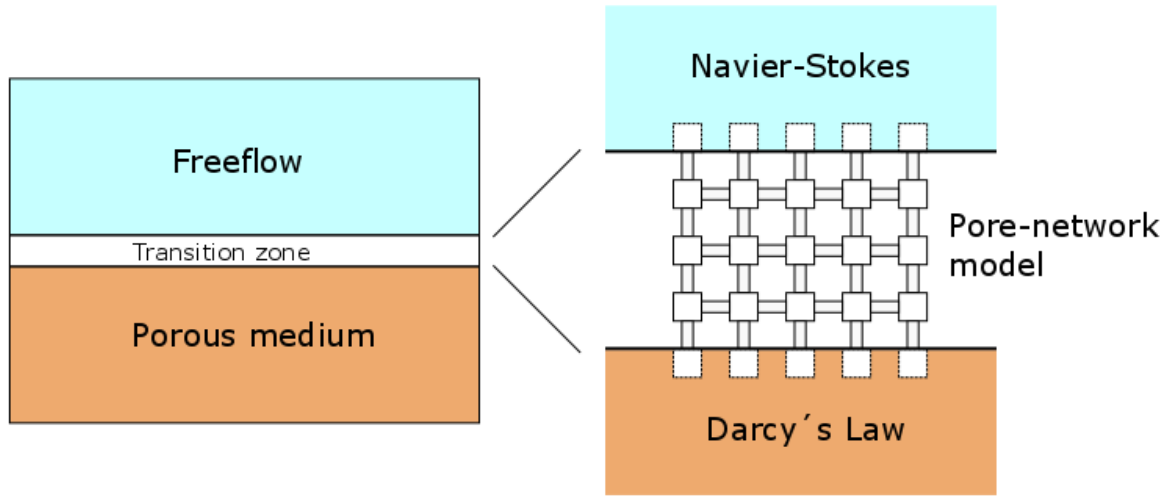 Freeflow
Transition zone
Porous medium
Navier-Stokes
Pore-network
model
Darcy´s Law